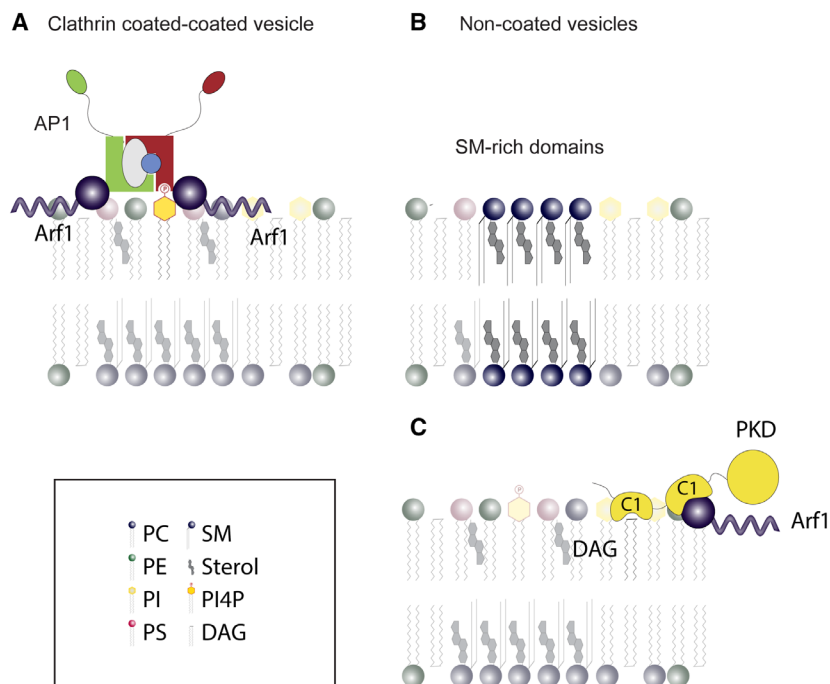 A Clathrin coated-coated vesicle
AP1
P
Arf1
Arf1
B Non-coated vesicles
SM-rich domains
C
PKD
P
C1
C1
Arf1
DAG
PC SM
PE Sterol
PI PI4P
PS DAG